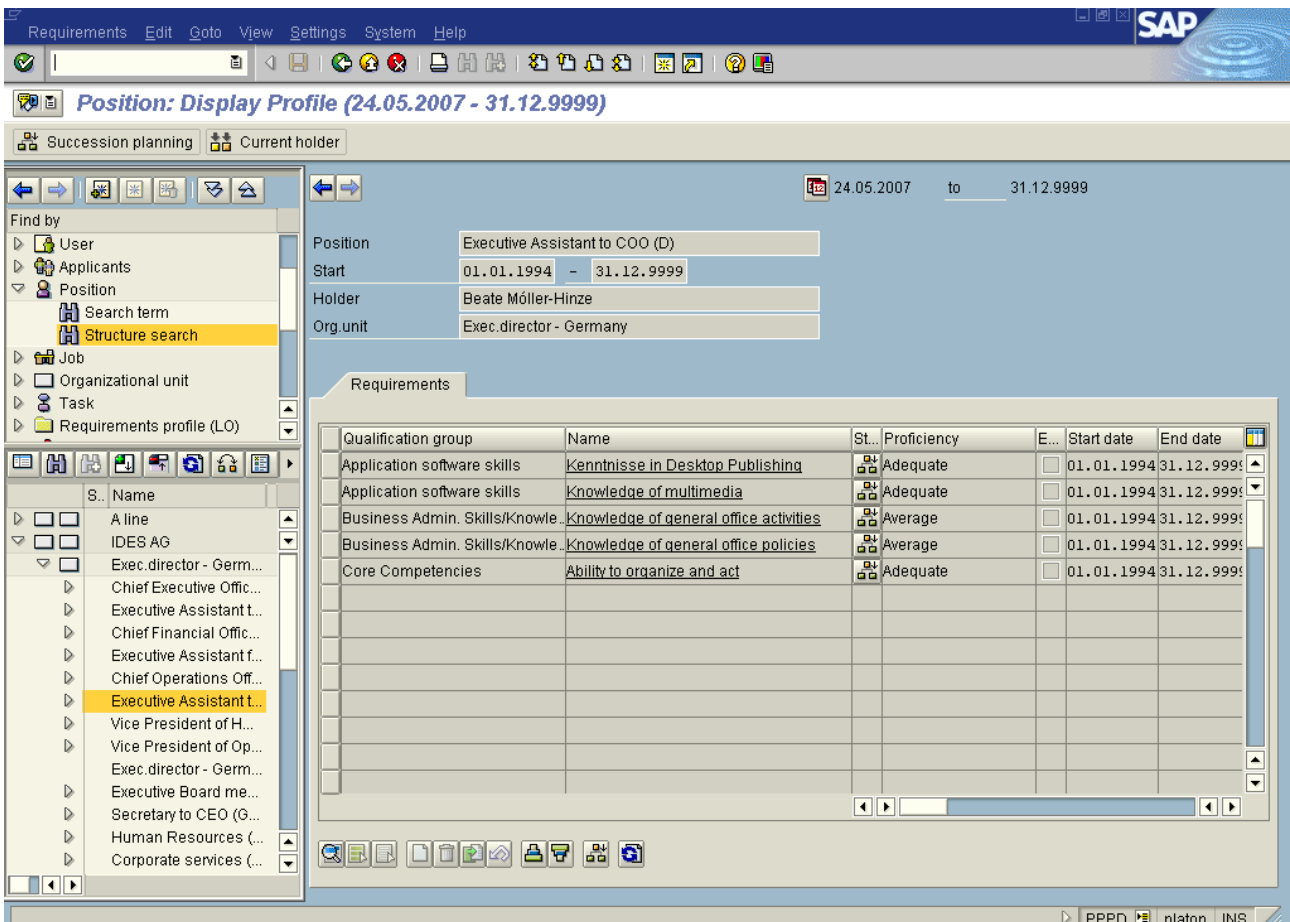 Requirements Edit Goto View Settings System Help
SAP
Position: Display Profile (24.05.2007 - 31.12.9999)
Succession planning Current holder
24.05.2007 to 31.12.9999
Find by
User
Applicants
Position
Search term
Structure search
Job
Organizational unit
Task
Requirements profile (LO)
S.. Name
A line
IDES AG
Exec.director - Germ...
Chief Executive Offic...
Executive Assistant t...
Chief Financial Offic...
Executive Assistant f...
Chief Operations Off...
Executive Assistant t...
Vice President of H...
Vice President of Op...
Exec.director - Germ...
Executive Board me...
Secretary to CEO (G...
Human Resources (...
Corporate services (...
Position Executive Assistant to COO (D)
Start 01.01.1994 - 31.12.9999
Holder Beate Móller-Hinze
Org.unit Exec.director - Germany
Requirements
Qualification group Name St... Proficiency E... Start date End date
Application software skills Kenntnisse in Desktop Publishing Adequate 01.01.1994 31.12.9999
Application software skills Knowledge of multimedia Adequate 01.01.1994 31.12.9999
Business Admin. Skills/Knowle.. Knowledge of general office activities Average 01.01.1994 31.12.9999
Business Admin. Skills/Knowle.. Knowledge of general office policies Average 01.01.1994 31.12.9999
Core Competencies Ability to organize and act Adequate 01.01.1994 31.12.9999
PPPD platon INS